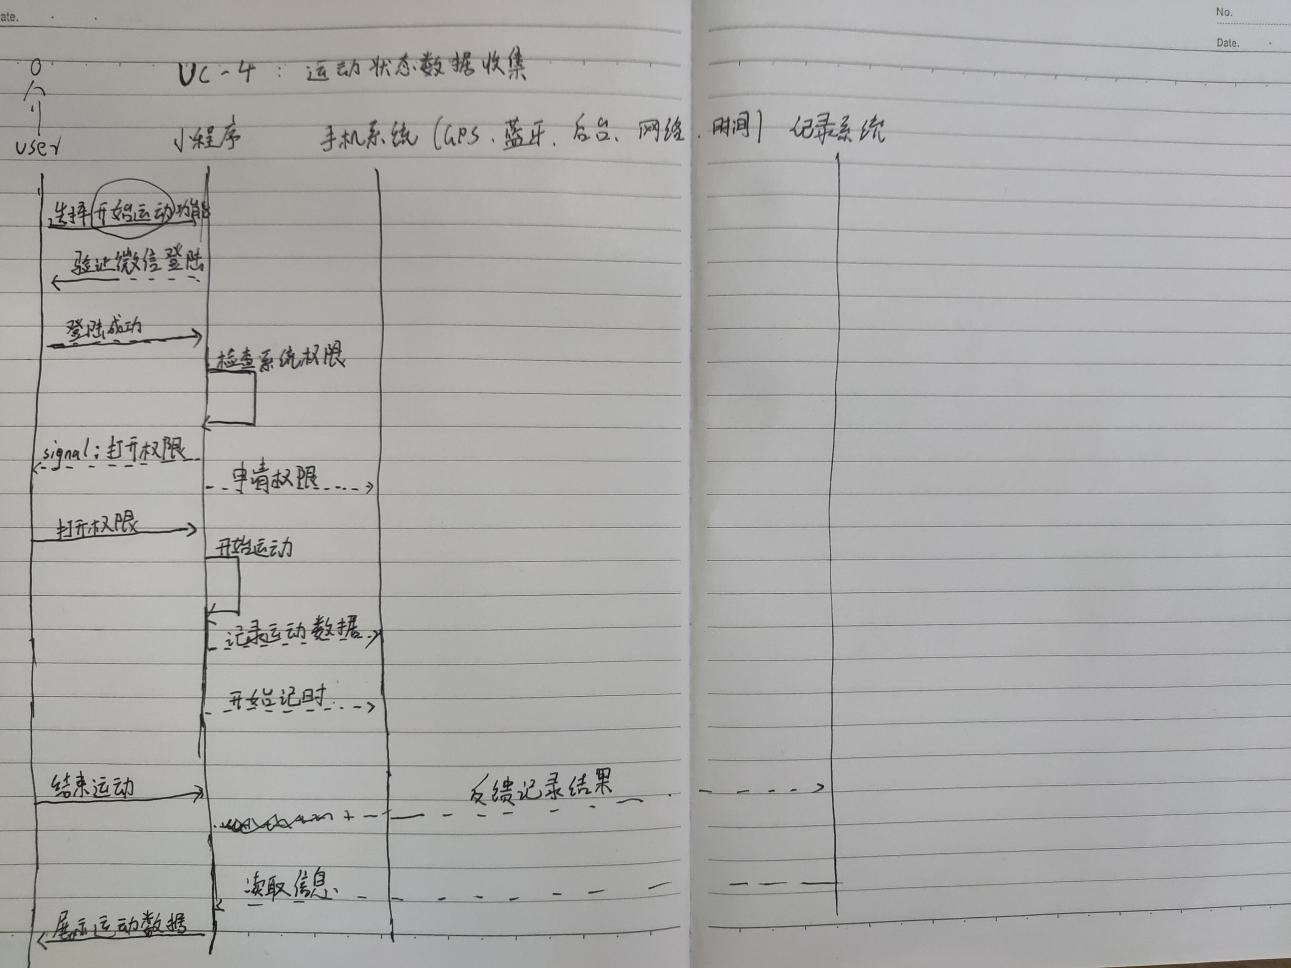 ate.
No.
Date.
UC-4：运动状态数据收集
user 小程序 手机系统（GPS、蓝牙、后台、网络、时间） 记录系统
选择开始运动功能
验证微信登陆
登陆成功
检查系统权限
signal：打开权限
申请权限
打开权限
开始运动
记录运动数据
开始记时
结束运动
反馈记录结果
读取信息
展示运动数据